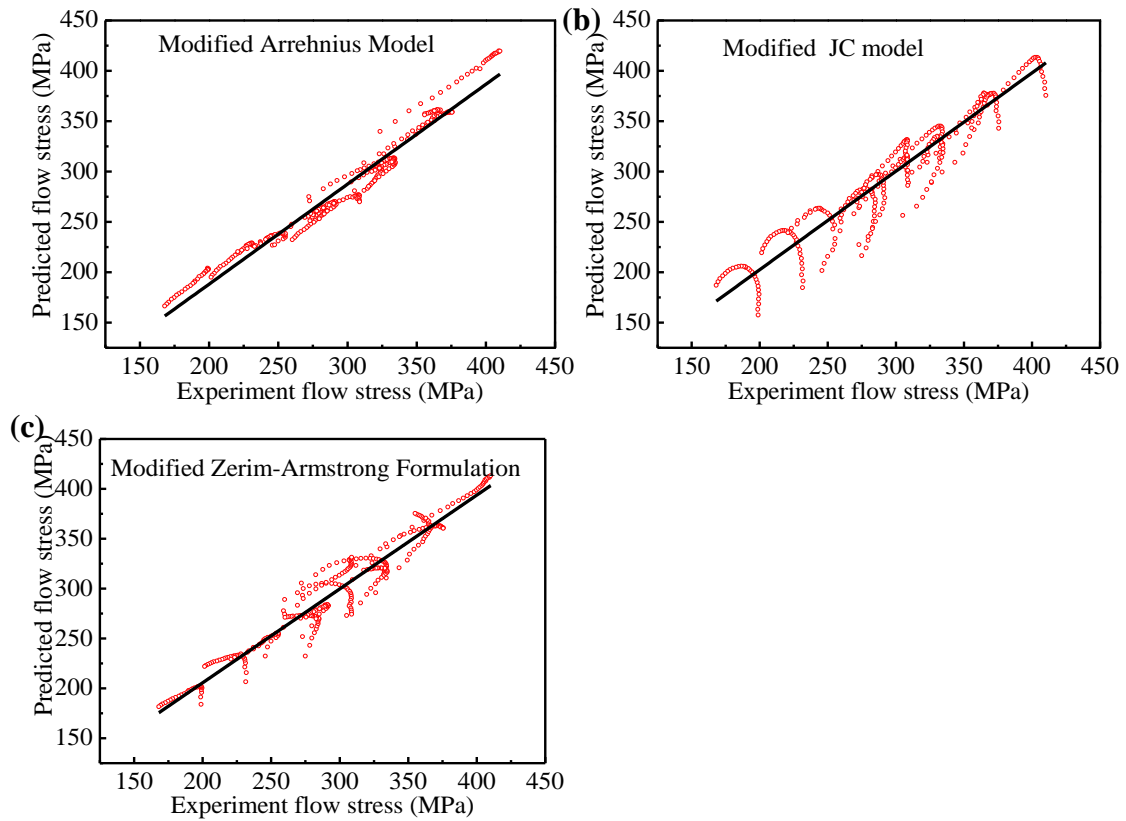 450
400
350
300
250
200
150
Predicted flow stress (MPa)
Modified Arrehnius Model
150 200 250 300 350 400 450
Experiment flow stress (MPa)
(b)
450
400
350
300
250
200
150
Predicted flow stress (MPa)
Modified JC model
150 200 250 300 350 400 450
Experiment flow stress (MPa)
(c)
450
400
350
300
250
200
150
Predicted flow stress (MPa)
Modified Zerim-Armstrong Formulation
150 200 250 300 350 400 450
Experiment flow stress (MPa)